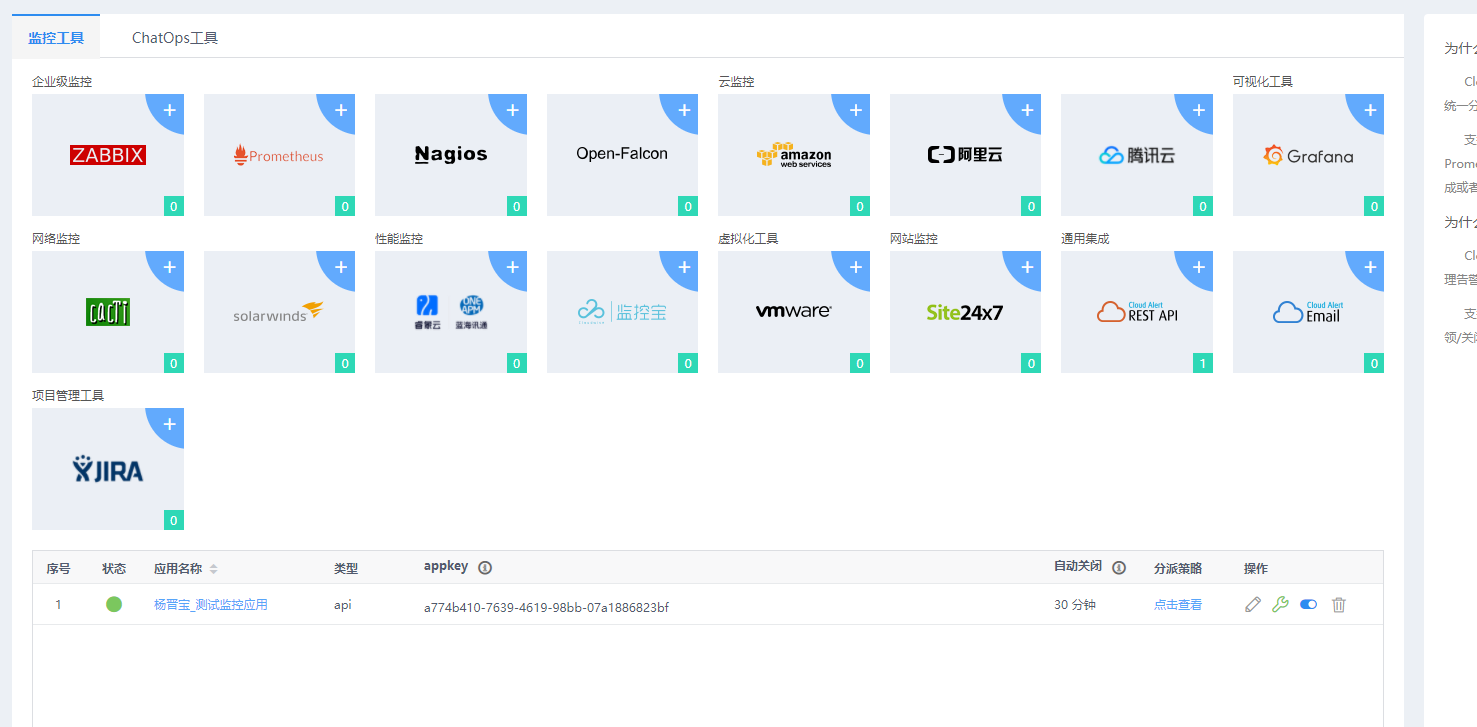 监控工具
ChatOps工具
企业级监控
云监控
可视化工具
ZABBIX
Prometheus
Nagios
Open-Falcon
amazon
web services
阿里云
腾讯云
Grafana
0
0
0
0
0
0
0
0
网络监控
性能监控
虚拟化工具
网站监控
通用集成
cacti
solarwinds
睿象云
ONE
APM
蓝海讯通
监控宝
vmware
Site24x7
Cloud Alert
REST API
Cloud Alert
Email
0
0
0
0
0
0
1
0
项目管理工具
JIRA
0
序号
状态
应用名称
类型
appkey
自动关闭
分派策略
操作
1
杨晋宝_测试监控应用
api
a774b410-7639-4619-98bb-07a1886823bf
30 分钟
点击查看
为什
统一分
支
Prome
成或者
为什
理告警
支
领/关闭